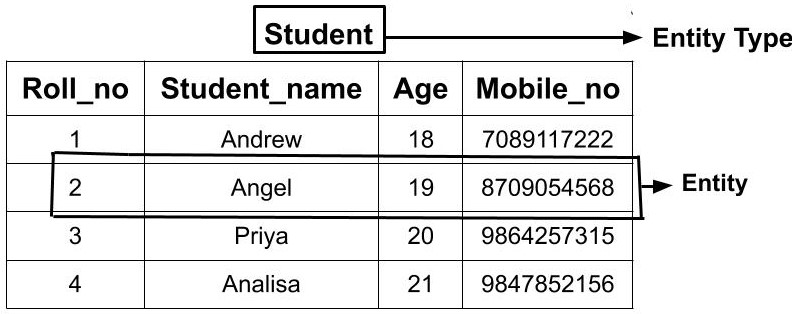 Student Entity Type
Roll_no Student_name Age Mobile_no
1 Andrew 18 7089117222
2 Angel 19 8709054568 Entity
3 Priya 20 9864257315
4 Analisa 21 9847852156